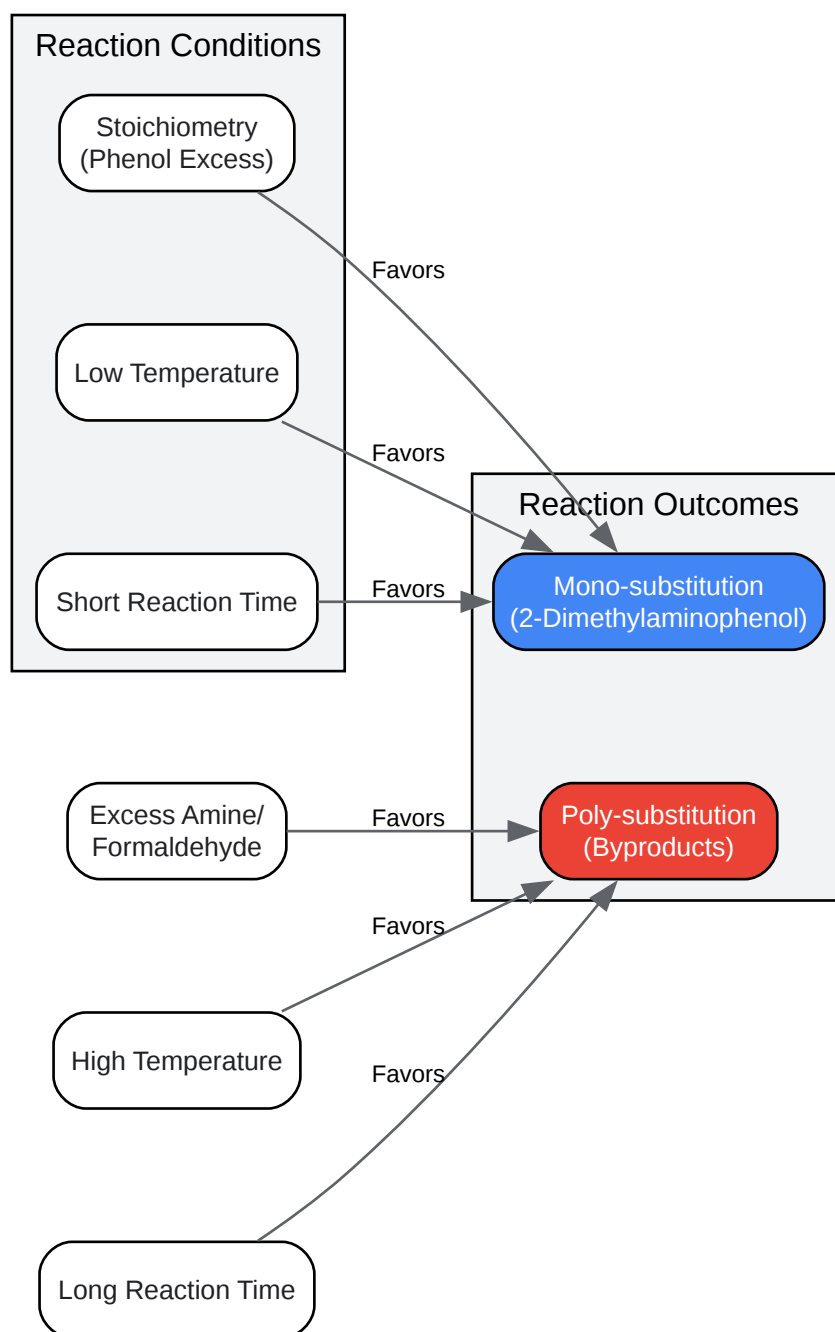 Reaction Conditions
Stoichiometry
(Phenol Excess)
Favors
Low Temperature
Favors
Reaction Outcomes
Short Reaction Time
Favors
Mono-substitution
(2-Dimethylaminophenol)
Excess Amine/
Formaldehyde
Favors
Poly-substitution
(Byproducts)
Favors
High Temperature
Favors
Long Reaction Time